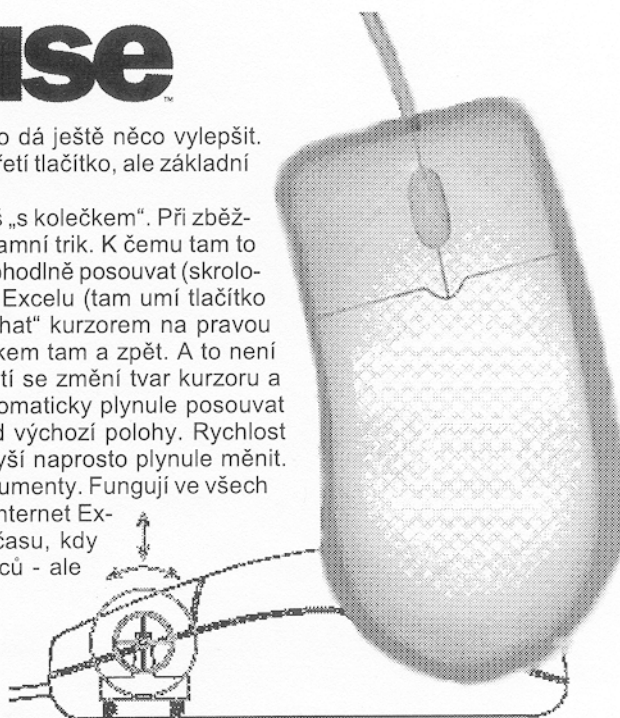 use™
o dá ještě něco vylepšit.
řetí tlačítko, ale základní
š „s kolečkem“. Při zběž-
amní trik. K čemu tam to
ohodlně posouvat (skrolo-
Excelu (tam umí tlačítko
hat“ kurzorem na pravou
kem tam a zpět. A to není
tí se změní tvar kurzoru a
omaticky plynule posouvat
d výchozí polohy. Rychlost
yší naprosto plynule měnit.
umenty. Fungují ve všech
nternet Ex-
času, kdy
ců - ale